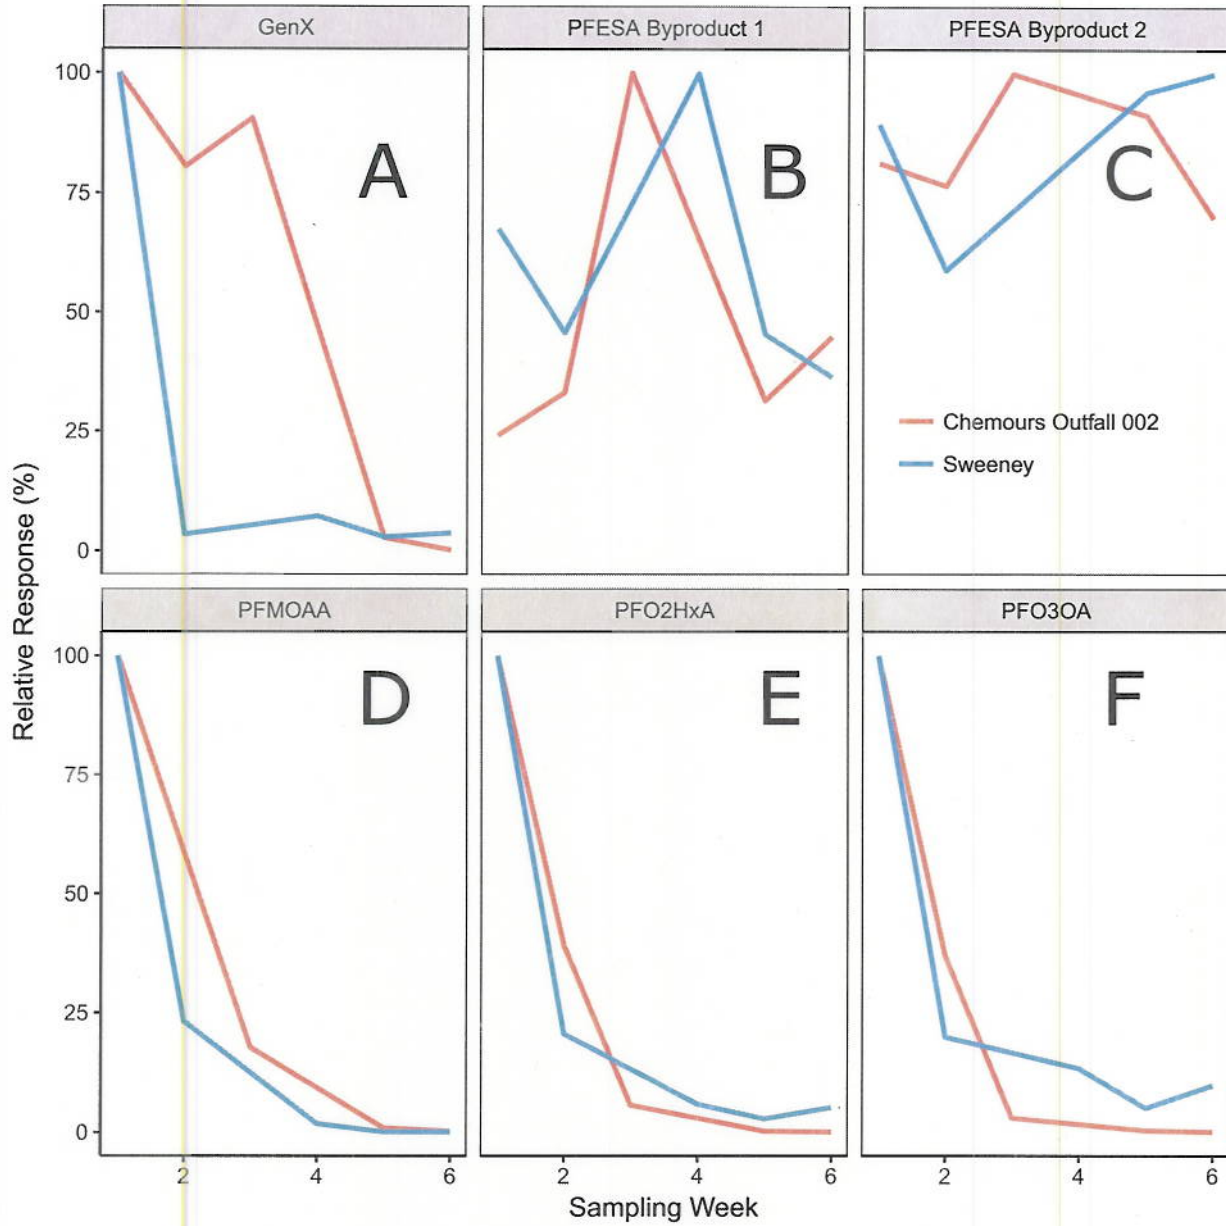 GenX
PFESA Byproduct 1
PFESA Byproduct 2
100
75
50
25
0
A
B
C
Chemours Outfall 002
Sweeney
Relative Response (%)
PFMOAA
PFO2HxA
PFO3OA
100
75
50
25
0
D
E
F
2
4
6
2
4
6
2
4
6
Sampling Week